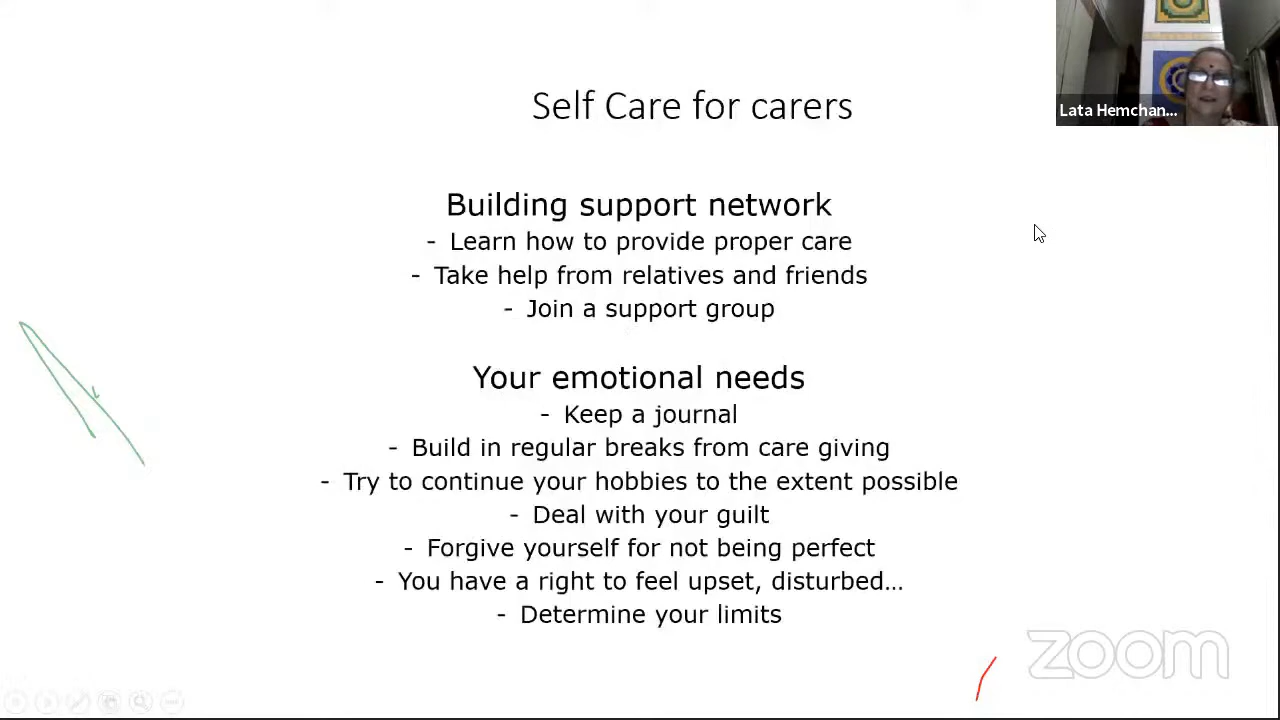 Self Care for carers
Lata Hemchan...
Building support network
- Learn how to provide proper care
- Take help from relatives and friends
- Join a support group
Your emotional needs
- Keep a journal
- Build in regular breaks from care giving
- Try to continue your hobbies to the extent possible
- Deal with your guilt
- Forgive yourself for not being perfect
- You have a right to feel upset, disturbed…
- Determine your limits
zoom